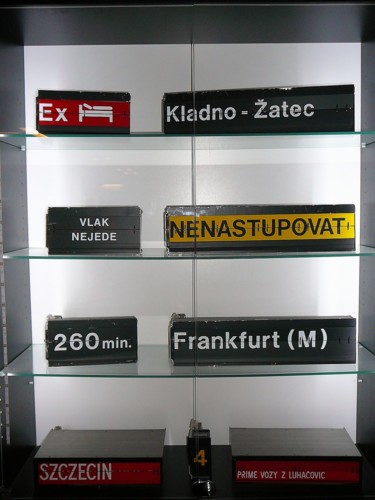 Ex
Kladno - Žatec
VLAK
NEJEDE
NENASTUPOVAT
260 min.
Frankfurt (M)
SZCZECIN
4
PRIME VOZY Z LUHACOVIC